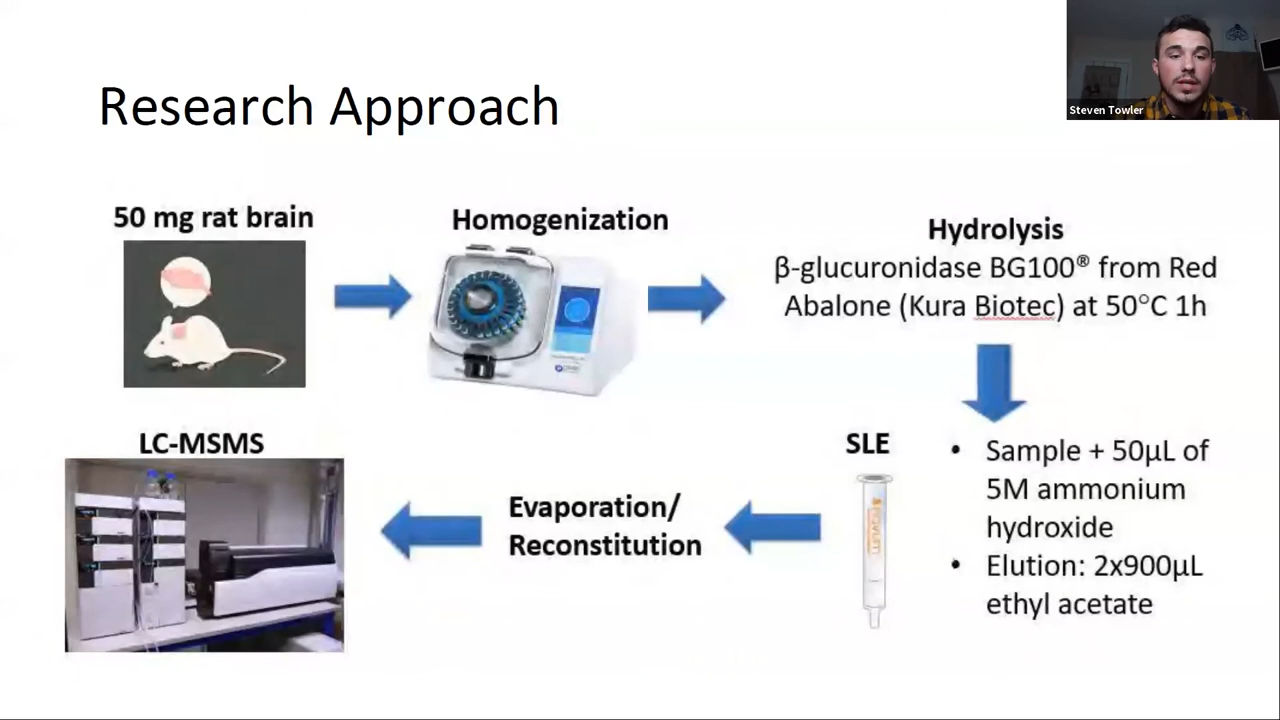 Steven Towler
Research Approach
50 mg rat brain
Homogenization
Hydrolysis
β-glucuronidase BG100® from Red
Abalone (Kura Biotec) at 50°C 1h
LC-MSMS
Evaporation/
Reconstitution
SLE
• Sample + 50µL of
5M ammonium
hydroxide
• Elution: 2x900µL
ethyl acetate